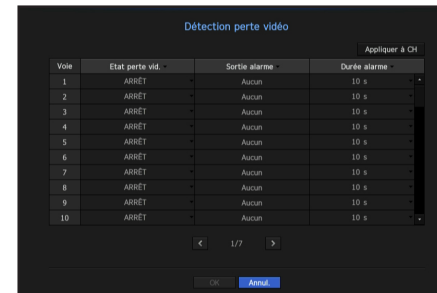 Détection perte vidéo
Appliquer à CH
Voie Etat perte vid. Sortie alarme Durée alarme
1 ARRÊT Aucun 10 s
2 ARRÊT Aucun 10 s
3 ARRÊT Aucun 10 s
4 ARRÊT Aucun 10 s
5 ARRÊT Aucun 10 s
6 ARRÊT Aucun 10 s
7 ARRÊT Aucun 10 s
8 ARRÊT Aucun 10 s
9 ARRÊT Aucun 10 s
10 ARRÊT Aucun 10 s
< 1/7 >
OK Annul.